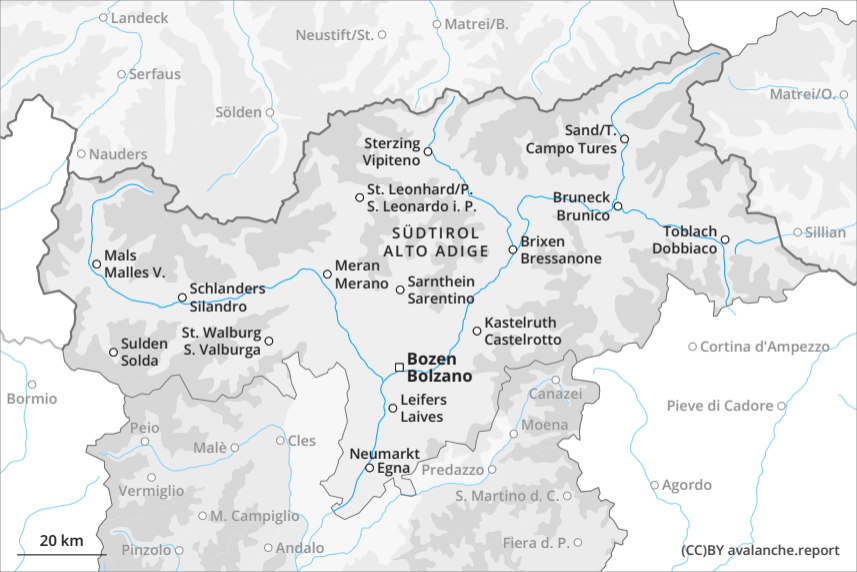 Landeck
Matrei/B.
Neustift/St.
Serfaus
Matrei/O.
Sölden
Sand/T.
Campo Tures
Sterzing
Vipiteno
Nauders
St. Leonhard/P.
S. Leonardo i. P.
Bruneck
Brunico
SÜDTIROL
ALTO ADIGE
Toblach
Dobbiaco
Sillian
Brixen
Bressanone
Mals
Malles V.
Meran
Merano
Sarnthein
Sarentino
Schlanders
Silandro
Kastelruth
Castelrotto
St. Walburg
S. Valburga
Sulden
Solda
Cortina d'Ampezzo
Bozen
Bolzano
Bormio
Canazei
Leifers
Laives
Pieve di Cadore
Peio
Moena
Cles
Malè
Neumarkt
Egna
Predazzo
Vermiglio
Agordo
S. Martino d. C.
M. Campiglio
20 km
Pinzolo
Andalo
Fiera d. P.
(CC)BY avalanche.report